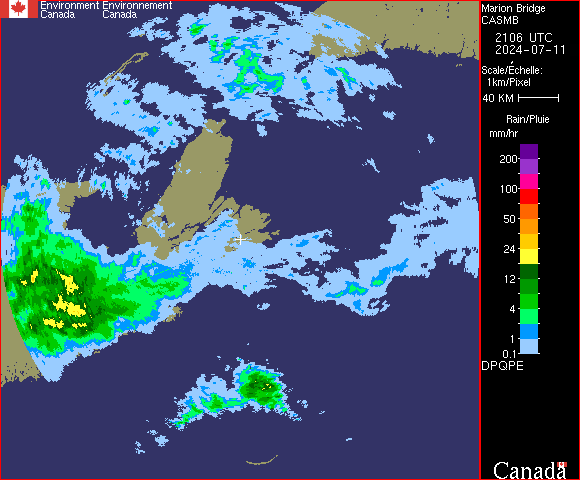 Environment Environnement
Canada Canada
Marion Bridge
CASMB
2106 UTC
2024-07-11
Scale/Échelle:
1km/Pixel
40 KM
Rain/Pluie
mm/hr
200
100
50
24
12
4
1
0.1
DPQPE
Canada